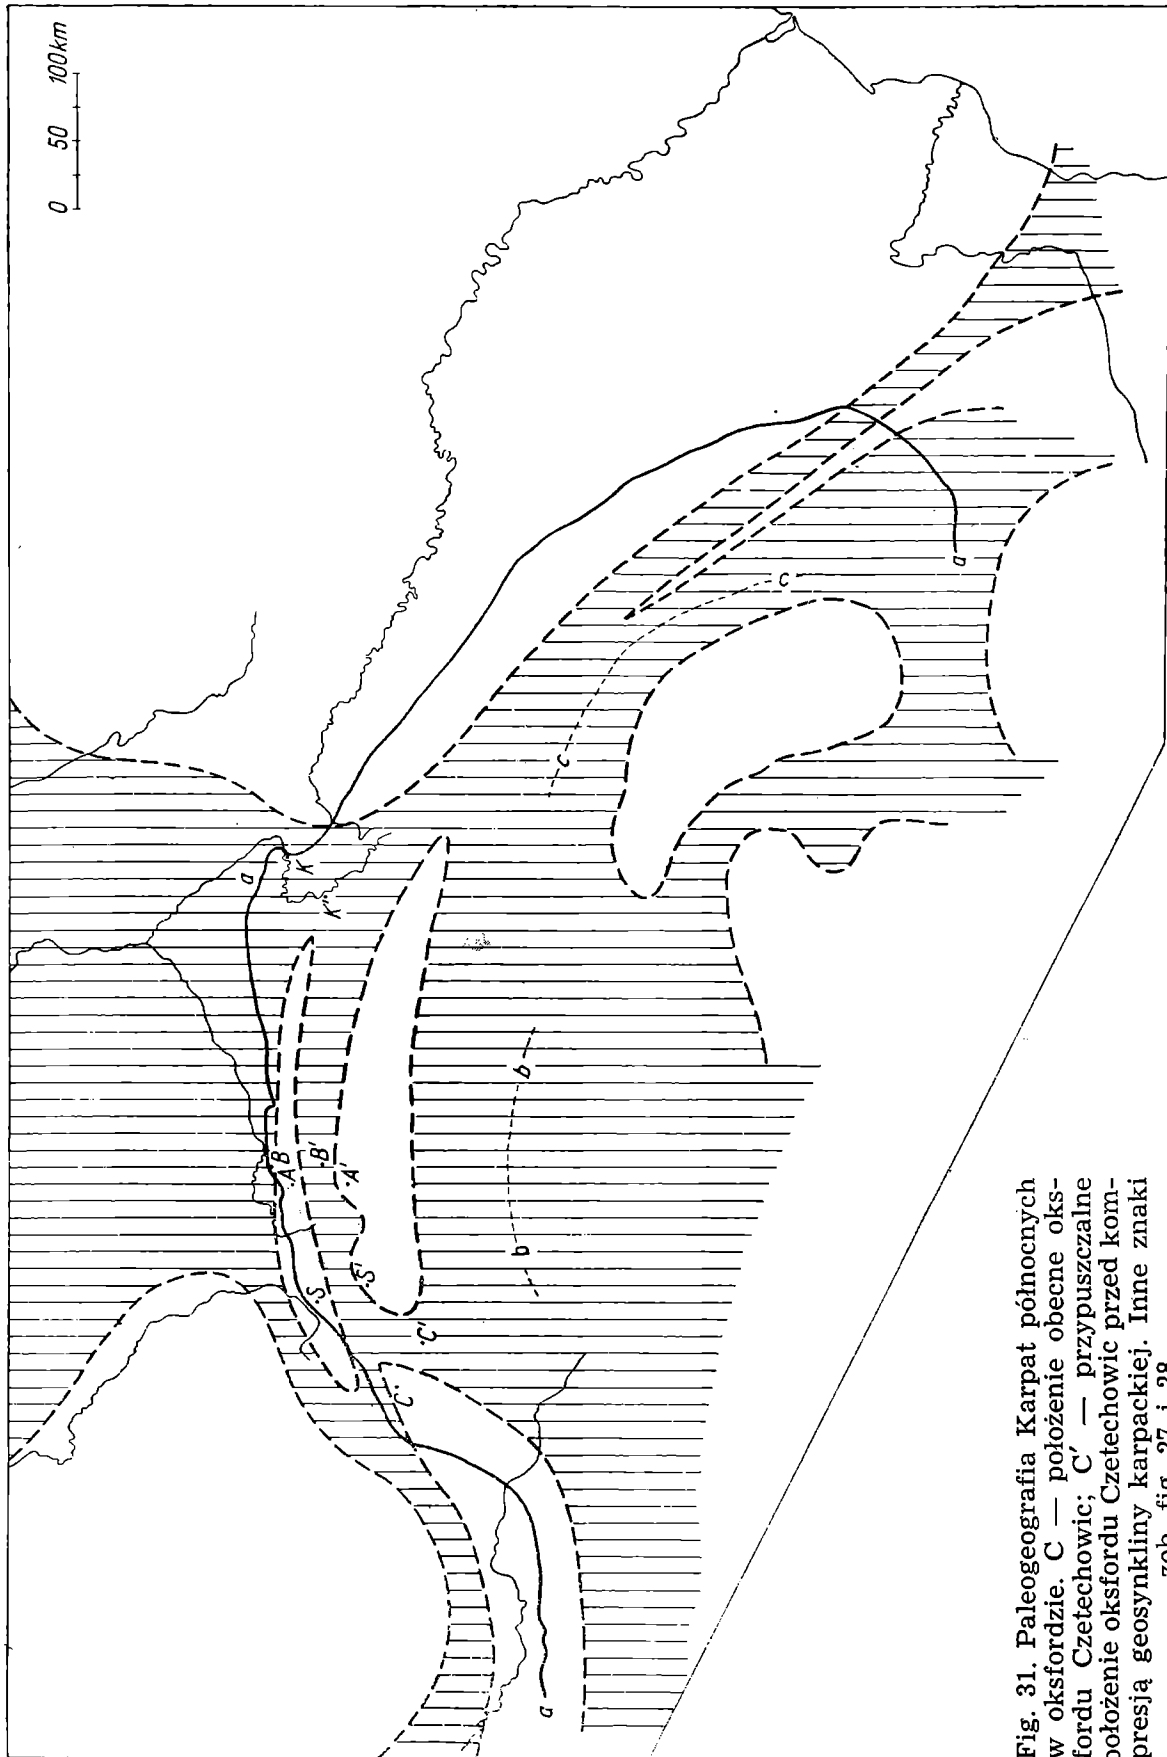 0 50 100km
a
K
K"
A
B
B'
A'
S
S'
C'
C
b
b
c
c
a
a
Fig. 31. Paleogeografia Karpat północnych
w oksfordzie. C — położenie obecne oks-
fordu Czetechowic; C′ — przypuszczalne
położenie oksfordu Czetechowic przed kom-
presją geosynkliny karpackiej. Inne znaki
zob. fig. 27 i 28